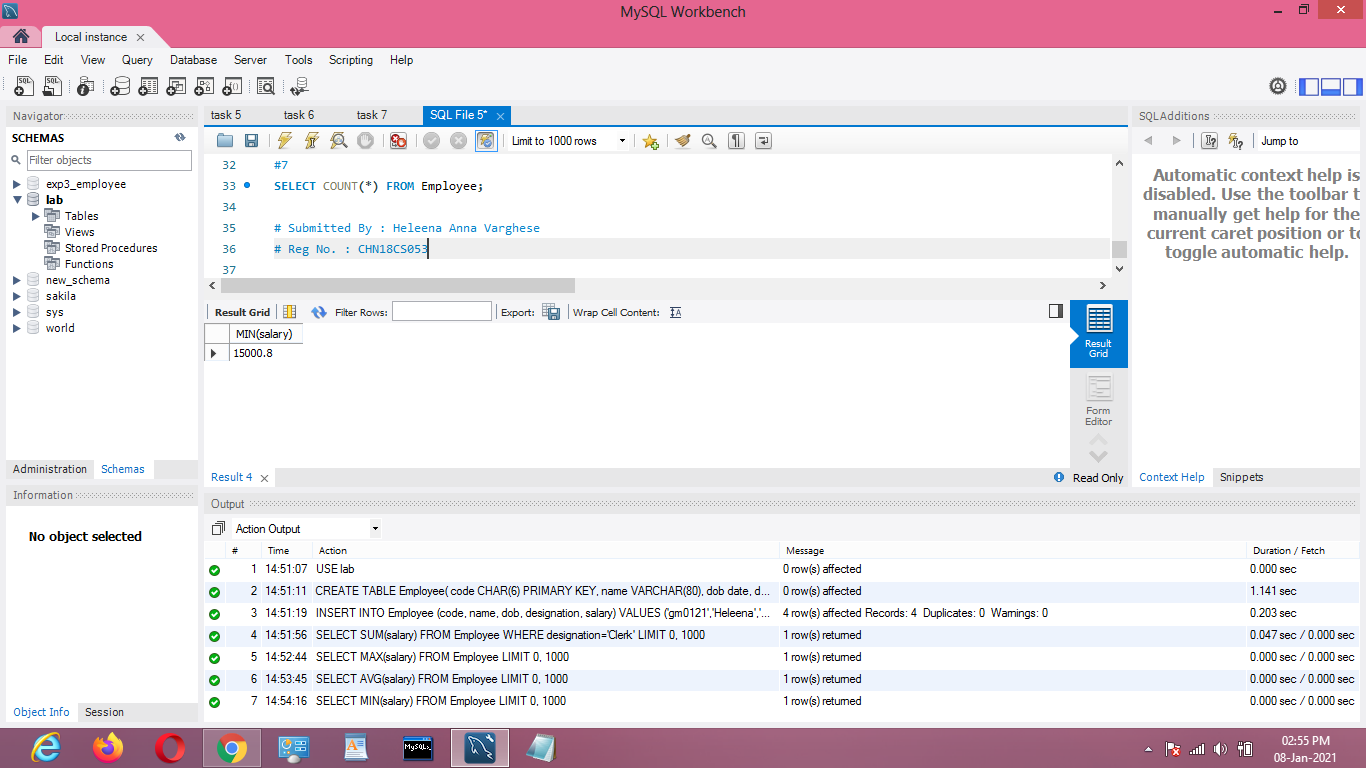 MySQL Workbench
Local instance
File Edit View Query Database Server Tools Scripting Help
Navigator
SCHEMAS
Filter objects
exp3_employee
lab
Tables
Views
Stored Procedures
Functions
new_schema
sakila
sys
world
Administration Schemas
Information
No object selected
Object Info Session
task 5 task 6 task 7 SQL File 5*
Limit to 1000 rows
32 #7
33 SELECT COUNT(*) FROM Employee;
34
35 # Submitted By : Heleena Anna Varghese
36 # Reg No. : CHN18CS053
37
Result Grid Filter Rows: Export: Wrap Cell Content:
MIN(salary)
15000.8
Result Grid
Form Editor
Result 4 Read Only
SQLAdditions
Jump to
Automatic context help is
disabled. Use the toolbar t
manually get help for the
current caret position or to
toggle automatic help.
Context Help Snippets
Output
Action Output
# Time Action Message Duration / Fetch
1 14:51:07 USE lab 0 row(s) affected 0.000 sec
2 14:51:11 CREATE TABLE Employee( code CHAR(6) PRIMARY KEY, name VARCHAR(80), dob date, d... 0 row(s) affected 1.141 sec
3 14:51:19 INSERT INTO Employee (code, name, dob, designation, salary) VALUES ('gm0121','Heleena','... 4 row(s) affected Records: 4 Duplicates: 0 Warnings: 0 0.203 sec
4 14:51:56 SELECT SUM(salary) FROM Employee WHERE designation='Clerk' LIMIT 0, 1000 1 row(s) returned 0.047 sec / 0.000 sec
5 14:52:44 SELECT MAX(salary) FROM Employee LIMIT 0, 1000 1 row(s) returned 0.000 sec / 0.000 sec
6 14:53:45 SELECT AVG(salary) FROM Employee LIMIT 0, 1000 1 row(s) returned 0.000 sec / 0.000 sec
7 14:54:16 SELECT MIN(salary) FROM Employee LIMIT 0, 1000 1 row(s) returned 0.000 sec / 0.000 sec
02:55 PM
08-Jan-2021